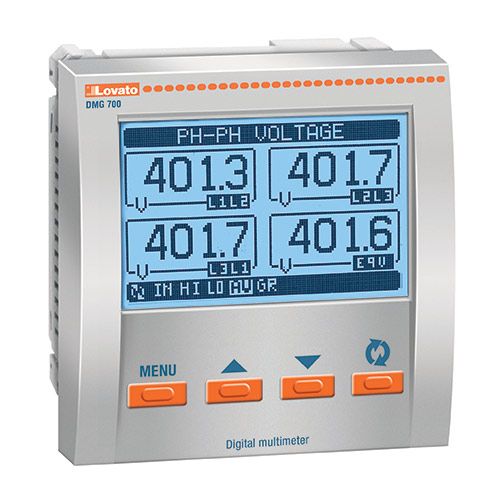 Lovato
DMG 700
PH-PH VOLTAGE
401.3 401.7
V L1L2 V L2L3
401.7 401.6
V L3L1 V EQV
IN HI LO AV GR
MENU
Digital multimeter